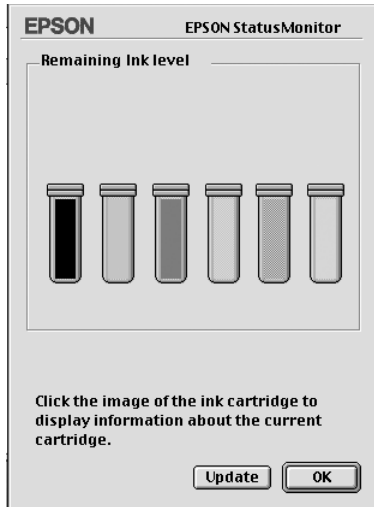 EPSON
EPSON StatusMonitor
Remaining Ink level
Click the image of the ink cartridge to
display information about the current
cartridge.
Update
OK